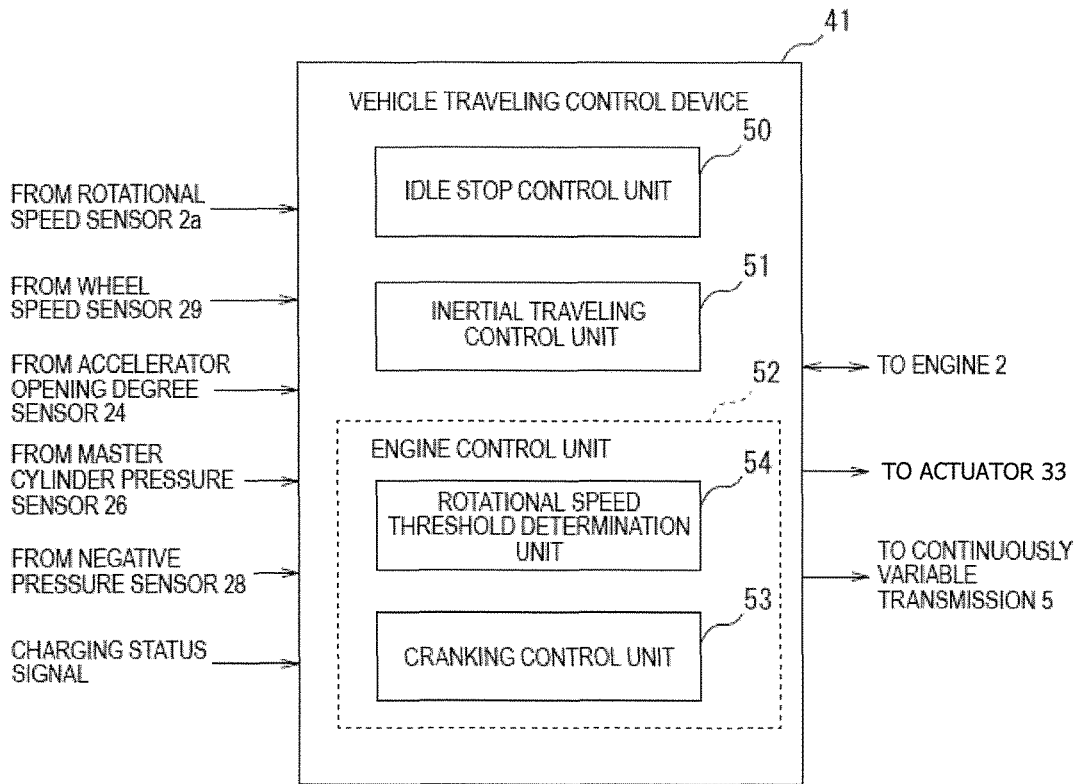 41
VEHICLE TRAVELING CONTROL DEVICE
50
IDLE STOP CONTROL UNIT
51
INERTIAL TRAVELING
CONTROL UNIT
52
ENGINE CONTROL UNIT
54
ROTATIONAL SPEED
THRESHOLD DETERMINATION
UNIT
53
CRANKING CONTROL UNIT
FROM ROTATIONAL
SPEED SENSOR 2a
FROM WHEEL
SPEED SENSOR 29
FROM ACCELERATOR
OPENING DEGREE
SENSOR 24
FROM MASTER
CYLINDER PRESSURE
SENSOR 26
FROM NEGATIVE
PRESSURE SENSOR 28
CHARGING STATUS
SIGNAL
TO ENGINE 2
TO ACTUATOR 33
TO CONTINUOUSLY
VARIABLE
TRANSMISSION 5